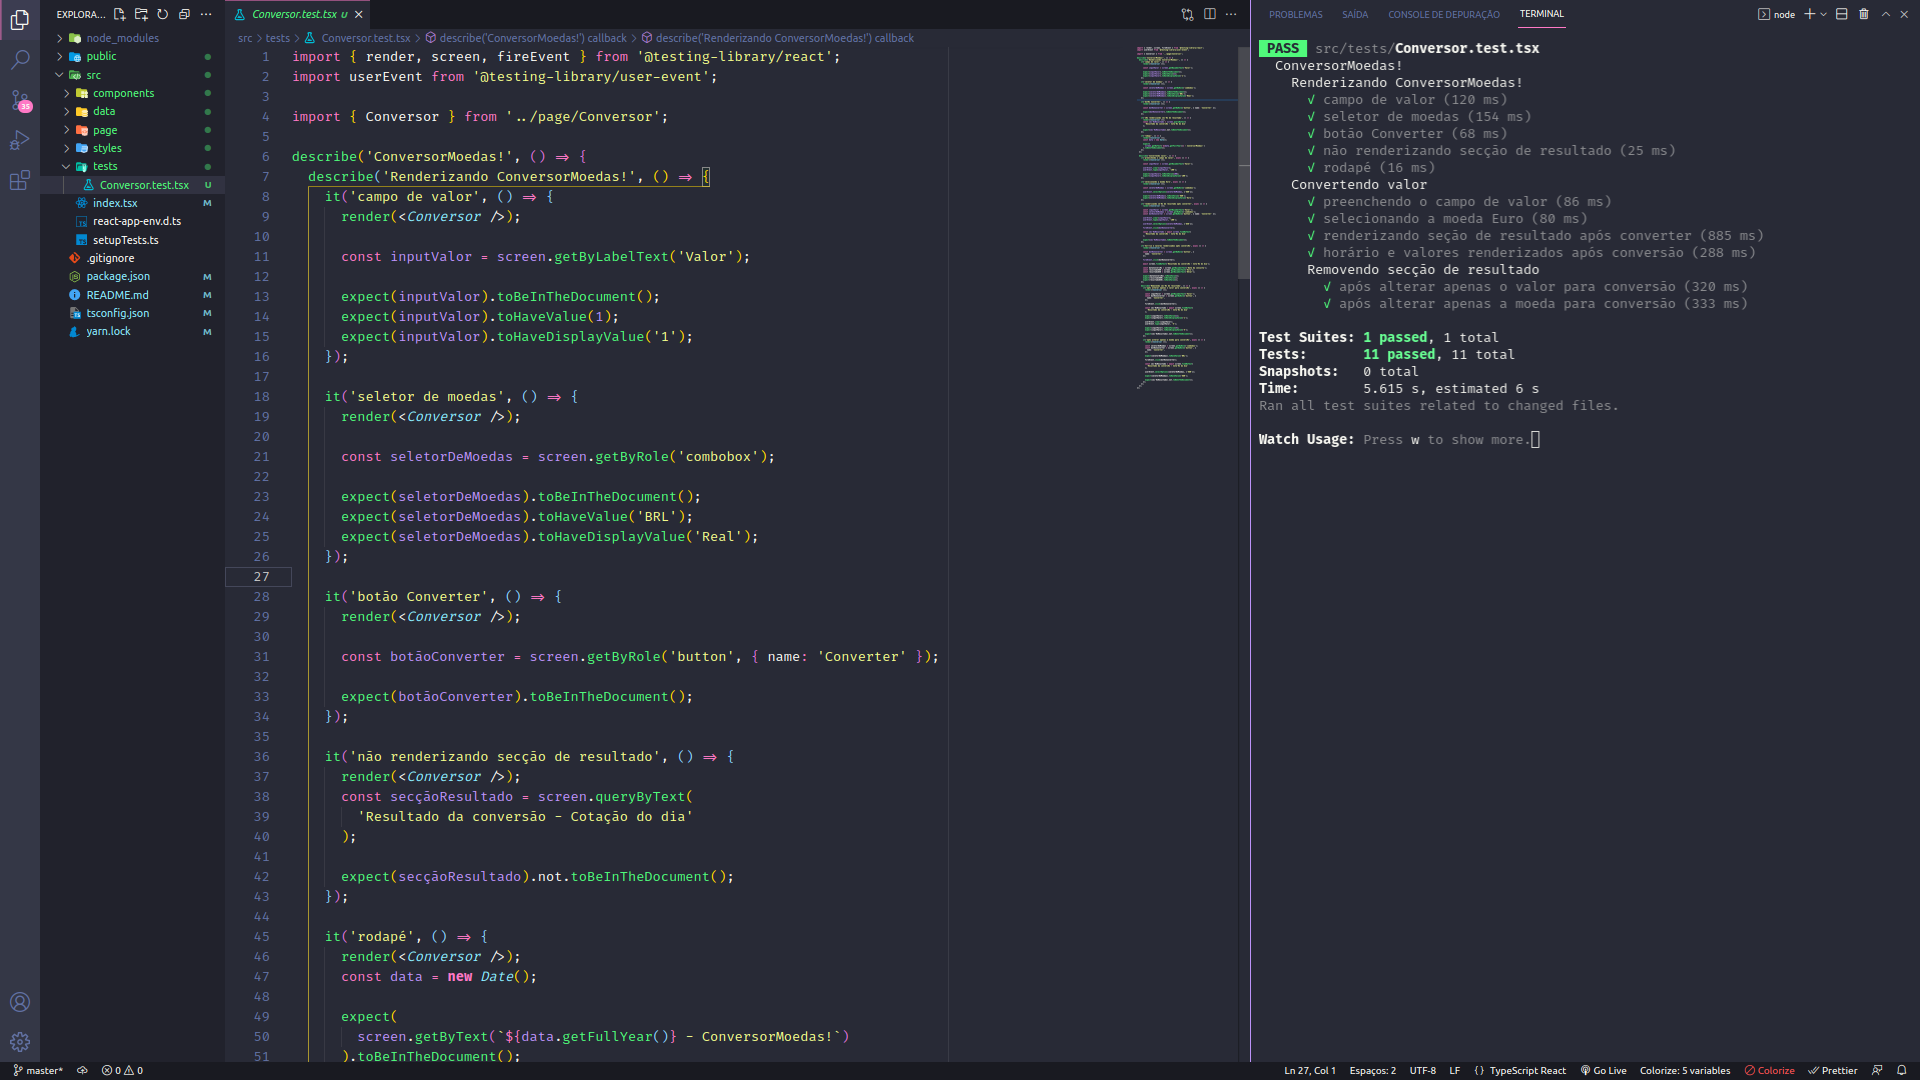 EXPLORA...
node_modules
public
src
components
data
page
styles
tests
Conversor.test.tsx U
index.tsx M
react-app-env.d.ts
setupTests.ts
.gitignore
package.json M
README.md M
tsconfig.json M
yarn.lock M
35
Conversor.test.tsx U
src > tests > Conversor.test.tsx > describe('ConversorMoedas!') callback > describe('Renderizando ConversorMoedas!') callback
1 import { render, screen, fireEvent } from '@testing-library/react';
2 import userEvent from '@testing-library/user-event';
3
4 import { Conversor } from '../page/Conversor';
5
6 describe('ConversorMoedas!', () => {
7 describe('Renderizando ConversorMoedas!', () => {
8 it('campo de valor', () => {
9 render(<Conversor />);
10
11 const inputValor = screen.getByLabelText('Valor');
12
13 expect(inputValor).toBeInTheDocument();
14 expect(inputValor).toHaveValue(1);
15 expect(inputValor).toHaveDisplayValue('1');
16 });
17
18 it('seletor de moedas', () => {
19 render(<Conversor />);
20
21 const seletorDeMoedas = screen.getByRole('combobox');
22
23 expect(seletorDeMoedas).toBeInTheDocument();
24 expect(seletorDeMoedas).toHaveValue('BRL');
25 expect(seletorDeMoedas).toHaveDisplayValue('Real');
26 });
27
28 it('botão Converter', () => {
29 render(<Conversor />);
30
31 const botãoConverter = screen.getByRole('button', { name: 'Converter' });
32
33 expect(botãoConverter).toBeInTheDocument();
34 });
35
36 it('não renderizando secção de resultado', () => {
37 render(<Conversor />);
38 const secçãoResultado = screen.queryByText(
39 'Resultado da conversão - Cotação do dia'
40 );
41
42 expect(secçãoResultado).not.toBeInTheDocument();
43 });
44
45 it('rodapé', () => {
46 render(<Conversor />);
47 const data = new Date();
48
49 expect(
50 screen.getByText(`${data.getFullYear()} - ConversorMoedas!`)
51 ).toBeInTheDocument();
PROBLEMAS SAÍDA CONSOLE DE DEPURAÇÃO TERMINAL node
PASS src/tests/Conversor.test.tsx
ConversorMoedas!
Renderizando ConversorMoedas!
√ campo de valor (120 ms)
√ seletor de moedas (154 ms)
√ botão Converter (68 ms)
√ não renderizando secção de resultado (25 ms)
√ rodapé (16 ms)
Convertendo valor
√ preenchendo o campo de valor (86 ms)
√ selecionando a moeda Euro (80 ms)
√ renderizando seção de resultado após converter (885 ms)
√ horário e valores renderizados após conversão (288 ms)
Removendo secção de resultado
√ após alterar apenas o valor para conversão (320 ms)
√ após alterar apenas a moeda para conversão (333 ms)
Test Suites: 1 passed, 1 total
Tests: 11 passed, 11 total
Snapshots: 0 total
Time: 5.615 s, estimated 6 s
Ran all test suites related to changed files.
Watch Usage: Press w to show more.
master* 0 0 Ln 27, Col 1 Espaços: 2 UTF-8 LF {} TypeScript React Go Live Colorize: 5 variables Colorize Prettier